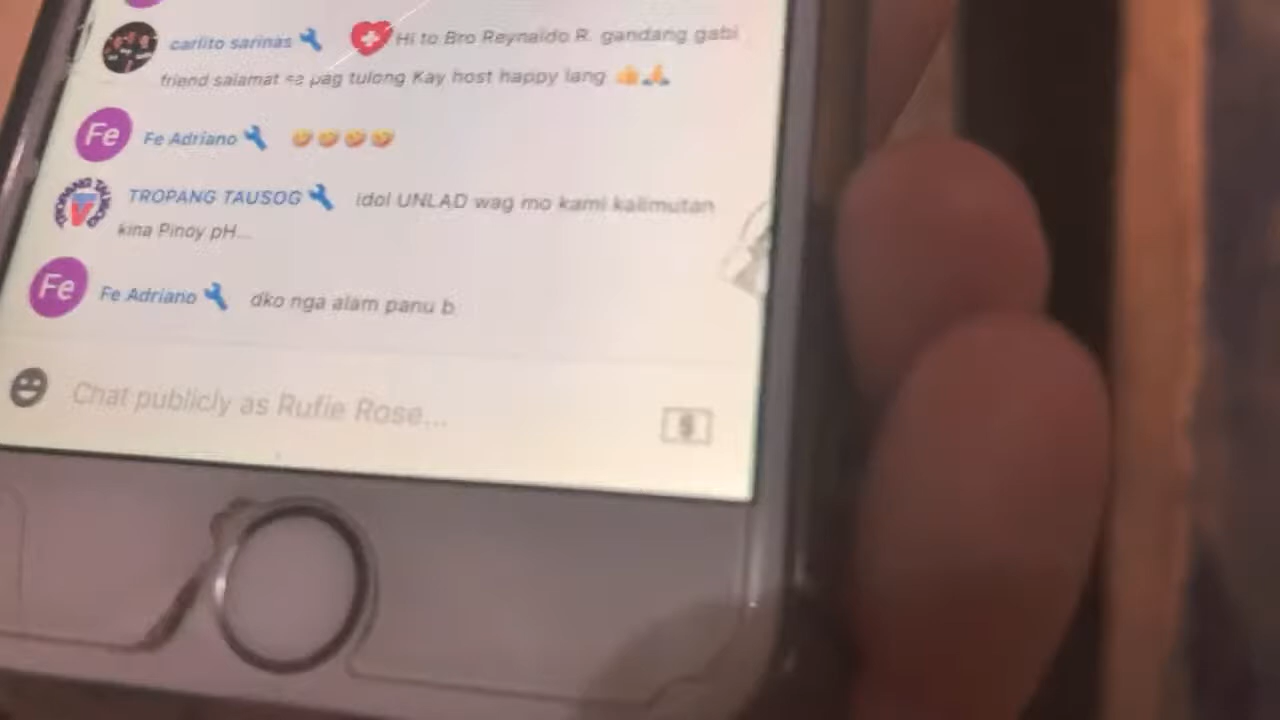 carlito sarinas Hi to Bro Reynaldo R. gandang gabi
friend salamat sa pag tulong Kay host happy lang
Fe Fe Adriano
TROPANG TAUSOG TROPANG TAUSOG idol UNLAD wag mo kami kalimutan
kina Pinoy pH...
Fe Fe Adriano dko nga alam panu b
Chat publicly as Rufie Rose...
$